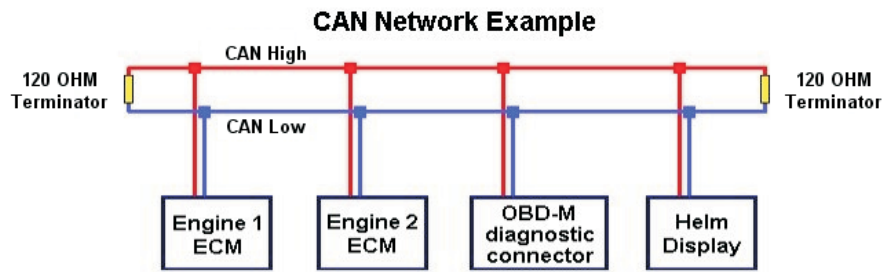 CAN Network Example
CAN High
120 OHM
Terminator
120 OHM
Terminator
CAN Low
Engine 1
ECM
Engine 2
ECM
OBD-M
diagnostic
connector
Helm
Display